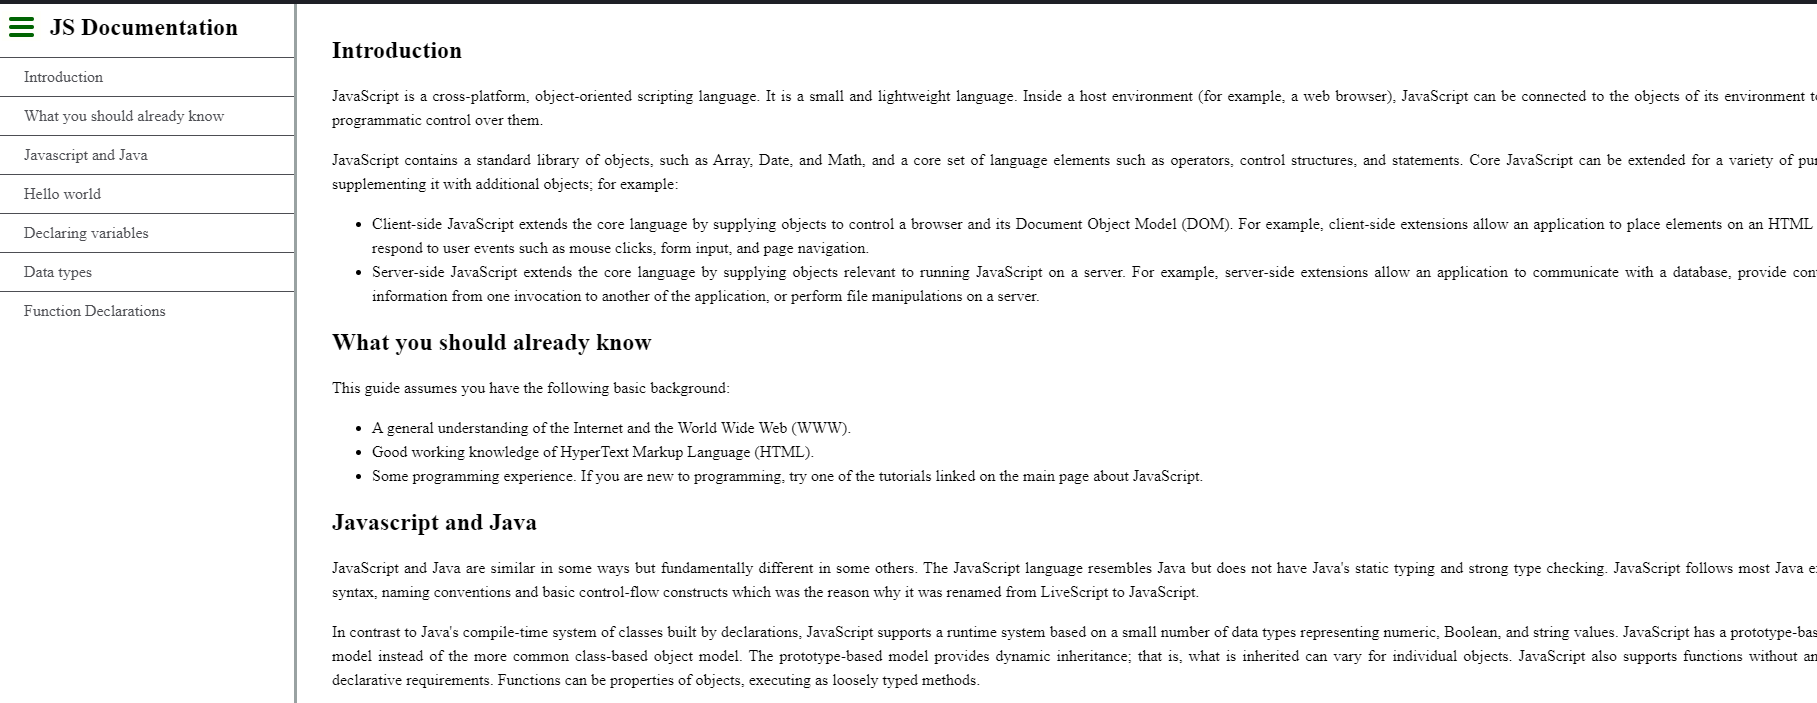 JS Documentation
Introduction
What you should already know
Javascript and Java
Hello world
Declaring variables
Data types
Function Declarations
Introduction
JavaScript is a cross-platform, object-oriented scripting language. It is a small and lightweight language. Inside a host environment (for example, a web browser), JavaScript can be connected to the objects of its environment
programmatic control over them.
JavaScript contains a standard library of objects, such as Array, Date, and Math, and a core set of language elements such as operators, control structures, and statements. Core JavaScript can be extended for a variety of
supplementing it with additional objects; for example:
• Client-side JavaScript extends the core language by supplying objects to control a browser and its Document Object Model (DOM). For example, client-side extensions allow an application to place elements on an HTML
respond to user events such as mouse clicks, form input, and page navigation.
• Server-side JavaScript extends the core language by supplying objects relevant to running JavaScript on a server. For example, server-side extensions allow an application to communicate with a database, provide
information from one invocation to another of the application, or perform file manipulations on a server.
What you should already know
This guide assumes you have the following basic background:
• A general understanding of the Internet and the World Wide Web (WWW).
• Good working knowledge of HyperText Markup Language (HTML).
• Some programming experience. If you are new to programming, try one of the tutorials linked on the main page about JavaScript.
Javascript and Java
JavaScript and Java are similar in some ways but fundamentally different in some others. The JavaScript language resembles Java but does not have Java's static typing and strong type checking. JavaScript follows most Java
syntax, naming conventions and basic control-flow constructs which was the reason why it was renamed from LiveScript to JavaScript.
In contrast to Java's compile-time system of classes built by declarations, JavaScript supports a runtime system based on a small number of data types representing numeric, Boolean, and string values. JavaScript has a
model instead of the more common class-based object model. The prototype-based model provides dynamic inheritance; that is, what is inherited can vary for individual objects. JavaScript also supports functions without
declarative requirements. Functions can be properties of objects, executing as loosely typed methods.